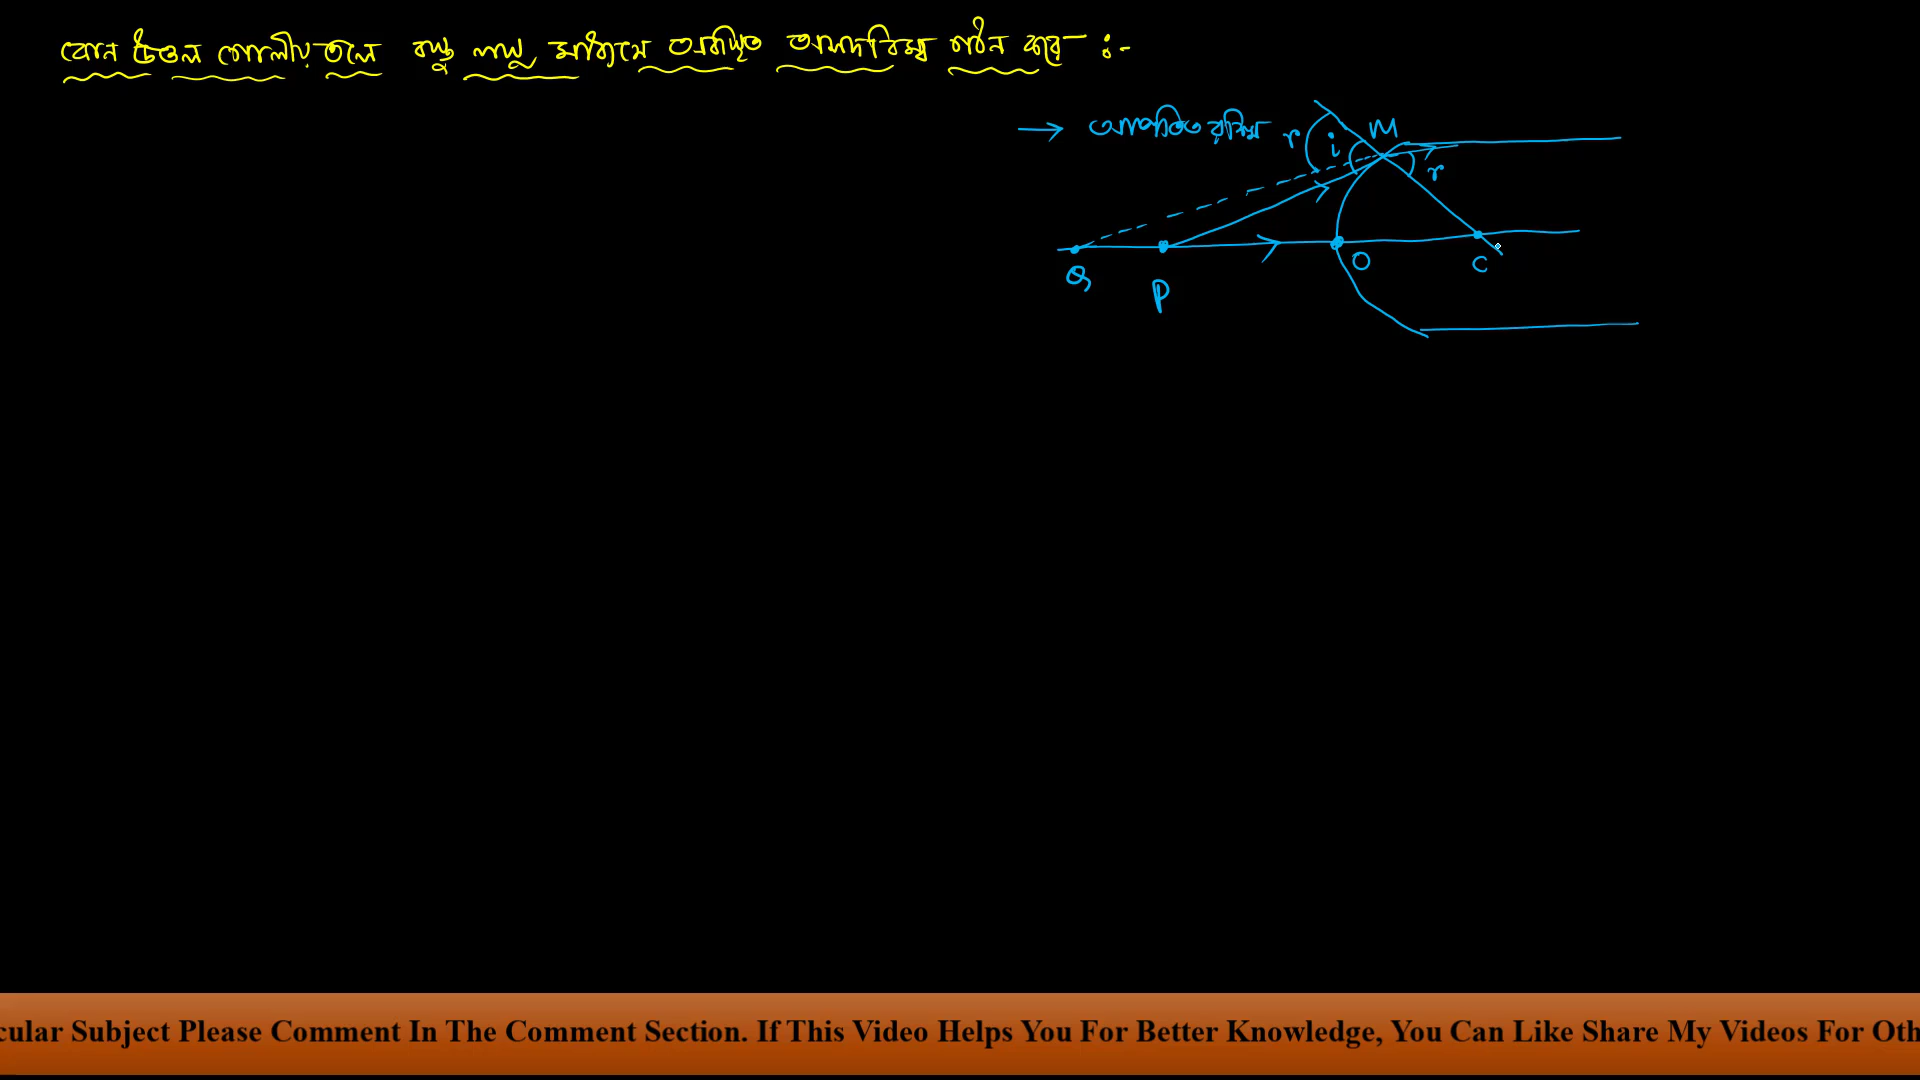 কোন উত্তল গোলীয় তলে বস্তু লঘু মাধ্যমে অবস্থিত অসদবিম্ব গঠন করে :-
→ আপতিত রশ্মি r i M
r
O C
Q P
cular Subject Please Comment In The Comment Section. If This Video Helps You For Better Knowledge, You Can Like Share My Videos For Oth